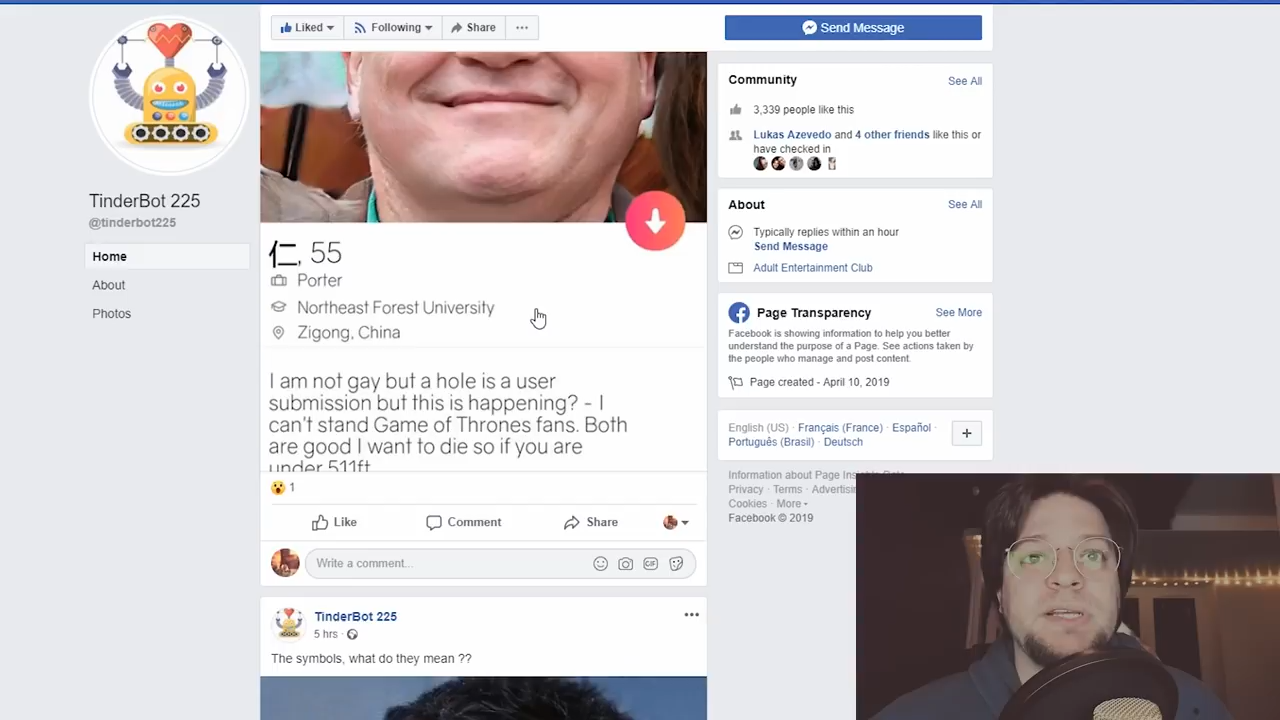 Liked
Following
Share
Send Message
TinderBot 225
@tinderbot225
Home
About
Photos
仁, 55
Porter
Northeast Forest University
Zigong, China
I am not gay but a hole is a user
submission but this is happening? - I
can't stand Game of Thrones fans. Both
are good I want to die so if you are
under 511ft
1
Like
Comment
Share
Write a comment...
GIF
TinderBot 225
5 hrs
The symbols, what do they mean ??
Community
See All
3,339 people like this
Lukas Azevedo and 4 other friends like this or
have checked in
About
See All
Typically replies within an hour
Send Message
Adult Entertainment Club
Page Transparency
See More
Facebook is showing information to help you better
understand the purpose of a Page. See actions taken by
the people who manage and post content.
Page created - April 10, 2019
English (US) · Français (France) · Español ·
Português (Brasil) · Deutsch
Information about Page
Privacy · Terms ·
Cookies · More
Facebook © 2019